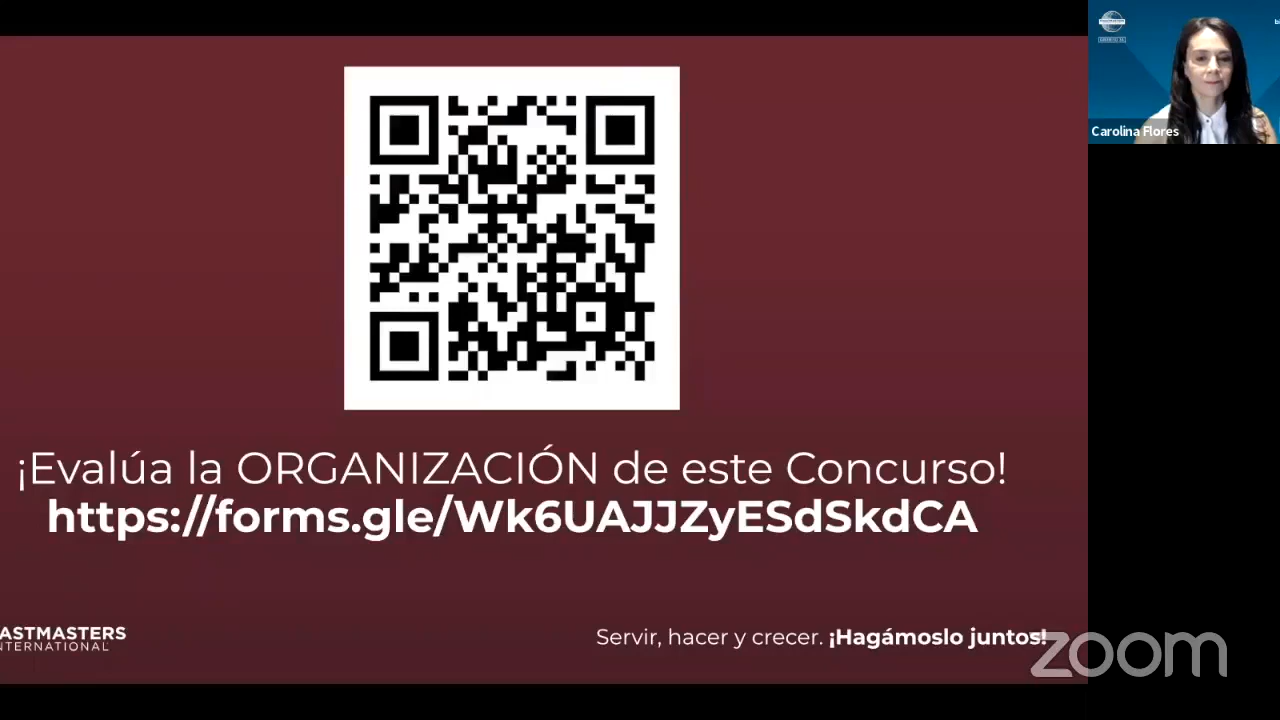 Carolina Flores
¡Evalúa la ORGANIZACIÓN de este Concurso!
https://forms.gle/Wk6UAJJZyESdSkdCA
ASTMASTERS
NTERNATIONAL
Servir, hacer y crecer. ¡Hagámoslo juntos!
zoom